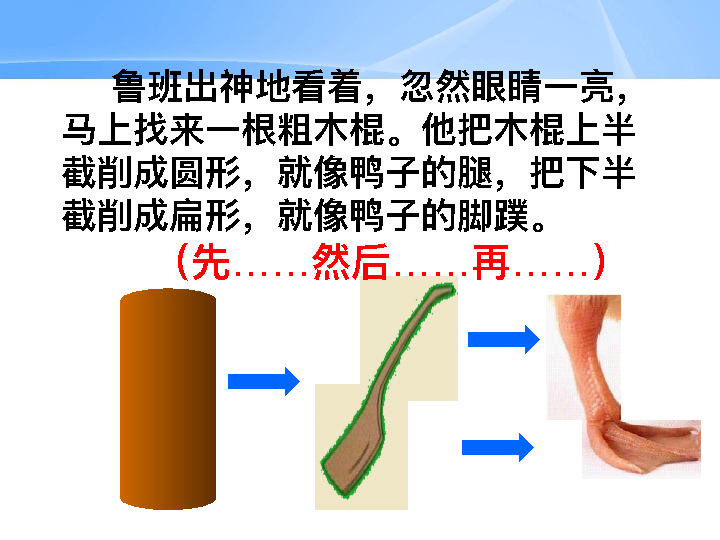 鲁班出神地看着，忽然眼睛一亮，
马上找来一根粗木棍。他把木棍上半
截削成圆形，就像鸭子的腿，把下半
截削成扁形，就像鸭子的脚蹼。
（先……然后……再……）